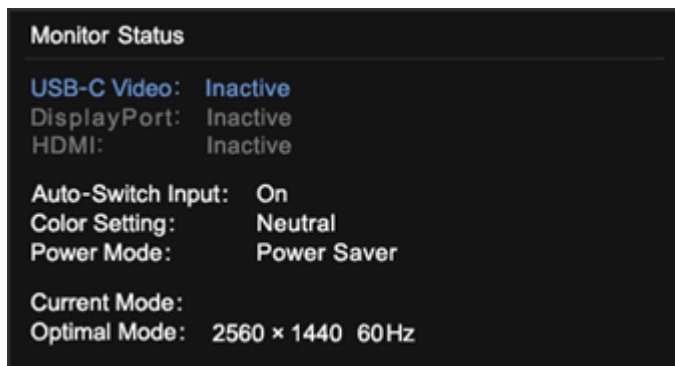 Monitor Status
USB-C Video: Inactive
DisplayPort: Inactive
HDMI: Inactive
Auto-Switch Input: On
Color Setting: Neutral
Power Mode: Power Saver
Current Mode:
Optimal Mode: 2560 × 1440 60Hz